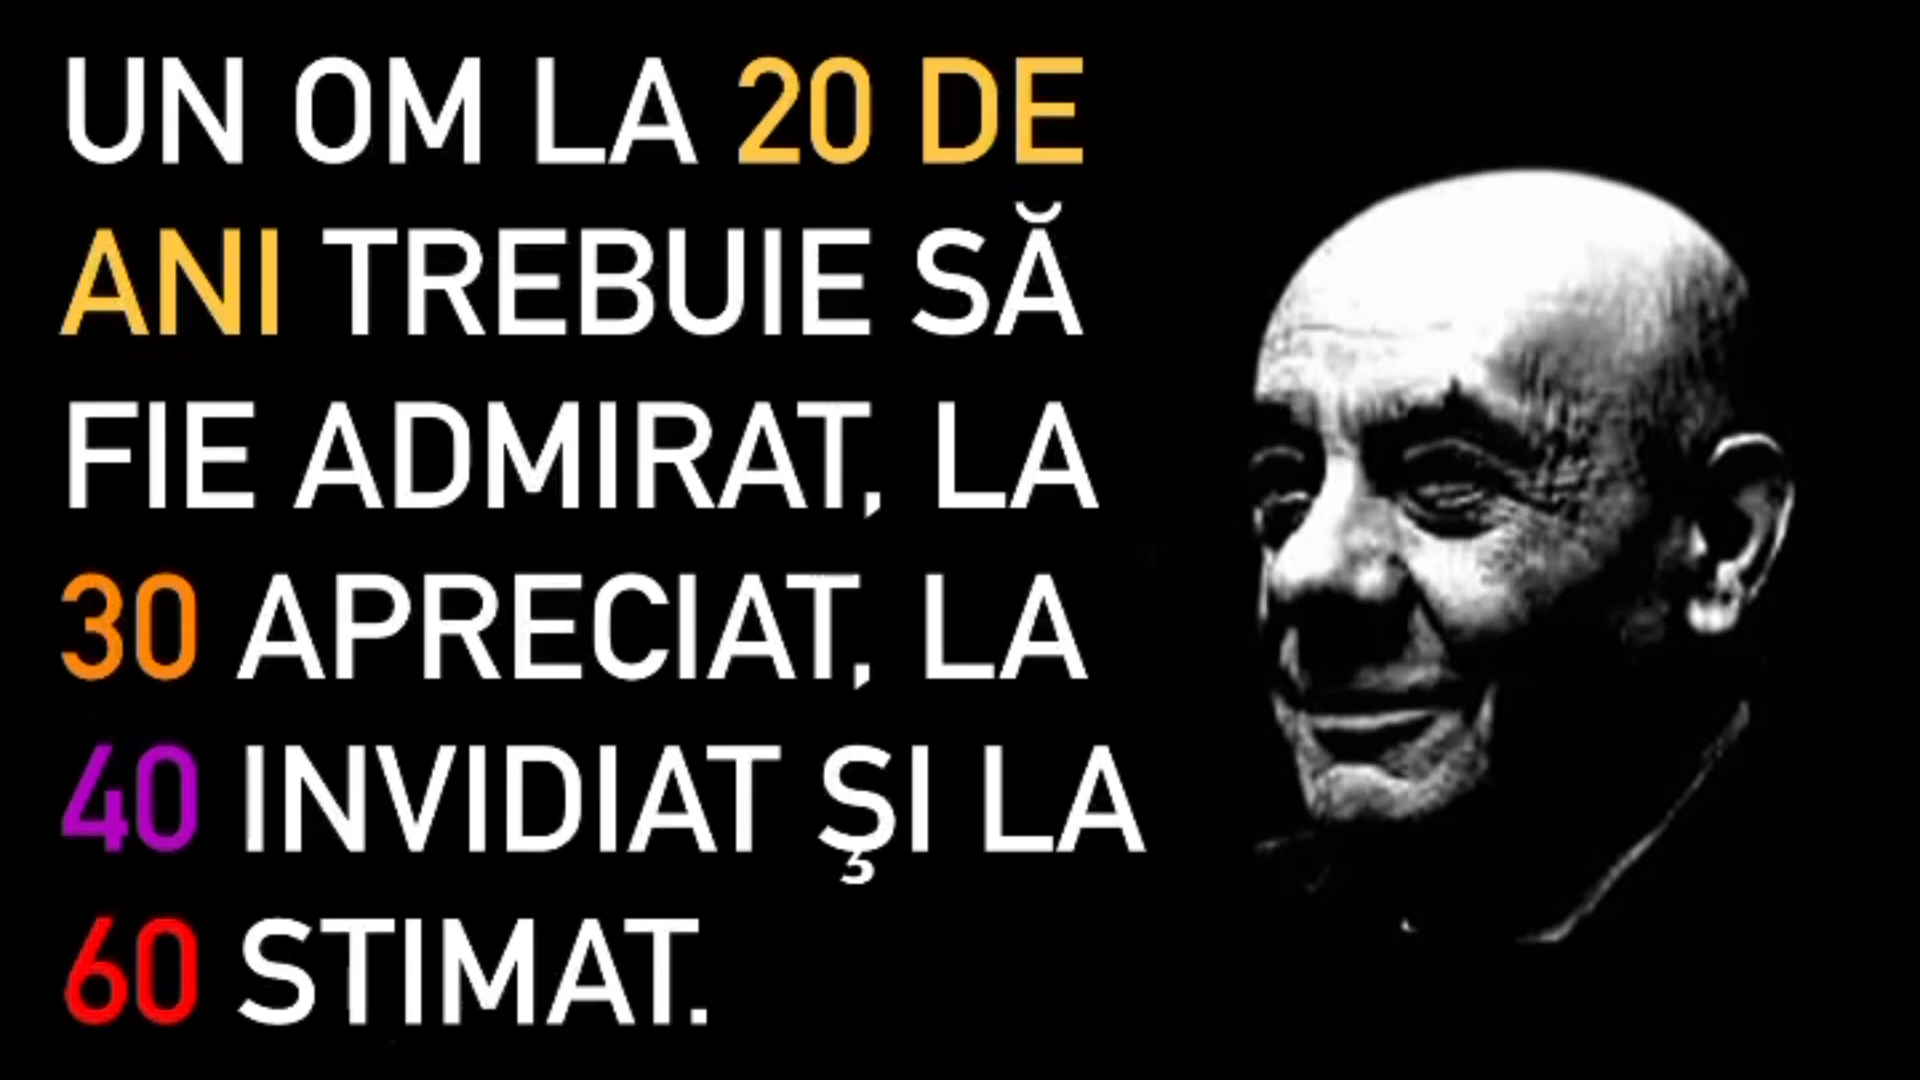 UN OM LA 20 DE
ANI TREBUIE SĂ
FIE ADMIRAT, LA
30 APRECIAT, LA
40 INVIDIAT ŞI LA
60 STIMAT.